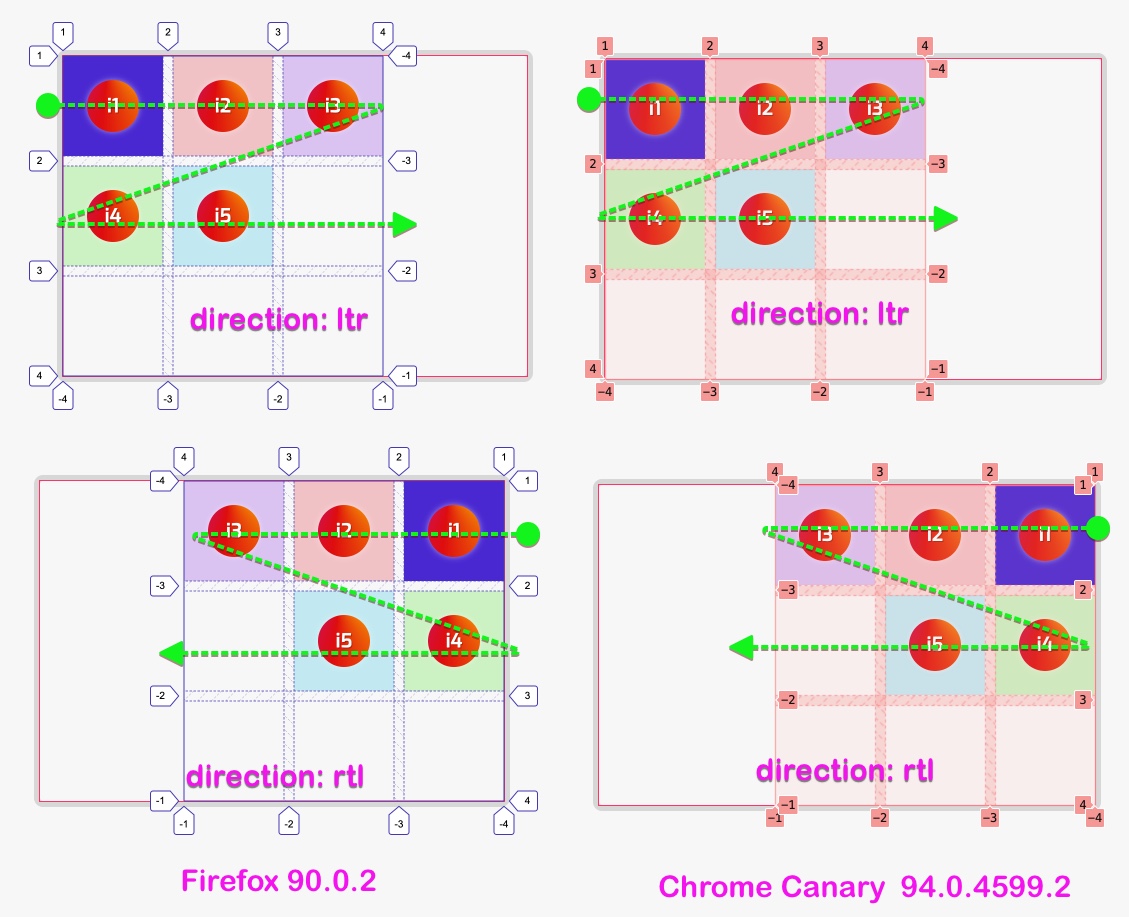 1 2 3 4 1 2 3 4
1 -4 1 −4
i1 i2 i3 i1 i2 i3
2 -3 2 −3
i4 i5 i4 i5
3 -2 3 −2
direction: ltr direction: ltr
4 -1 4 −1
-4 -3 -2 -1 −4 −3 −2 −1
4 3 2 1 4 3 2 1
-4 1 −4 1
i3 i2 i1 i3 i2 i1
-3 2 −3 2
i5 i4 i5 i4
-2 3 −2 3
direction: rtl direction: rtl
-1 4 −1 4
-1 -2 -3 -4 −1 −2 −3 −4
Firefox 90.0.2 Chrome Canary 94.0.4599.2